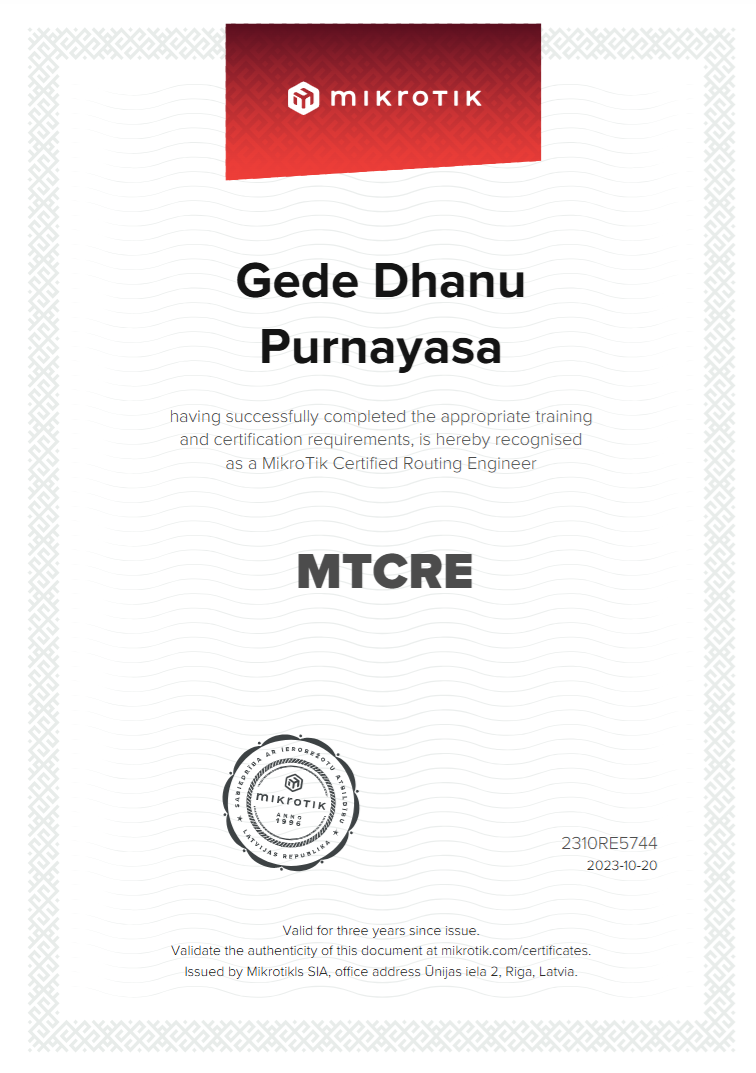 mikrotik
Gede Dhanu
Purnayasa
having successfully completed the appropriate training
and certification requirements, is hereby recognised
as a MikroTik Certified Routing Engineer
MTCRE
SABIEDRĪBA AR IEROBEŽOTU ATBILDĪBU
mikrotik
ANNO
1996
★ LATVIJAS REPUBLIKA ★
2310RE5744
2023-10-20
Valid for three years since issue.
Validate the authenticity of this document at mikrotik.com/certificates.
Issued by Mikrotikls SIA, office address Ūnijas iela 2, Riga, Latvia.